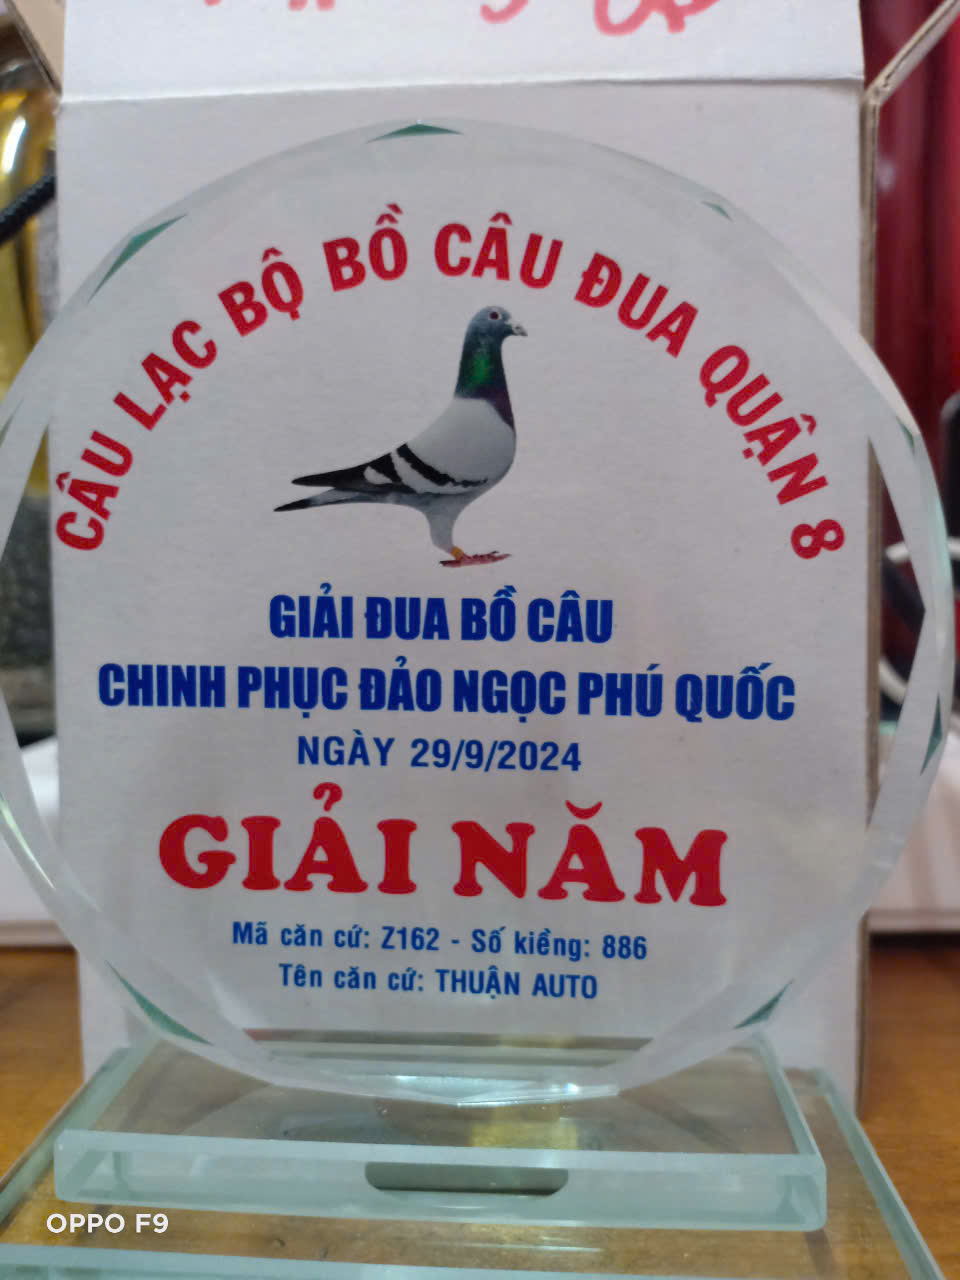 CÂU LẠC BỘ BỒ CÂU ĐUA QUẬN 8
GIẢI ĐUA BỒ CÂU
CHINH PHỤC ĐẢO NGỌC PHÚ QUỐC
NGÀY 29/9/2024
GIẢI NĂM
Mã căn cứ: Z162 - Số kiềng: 886
Tên căn cứ: THUẬN AUTO
OPPO F9